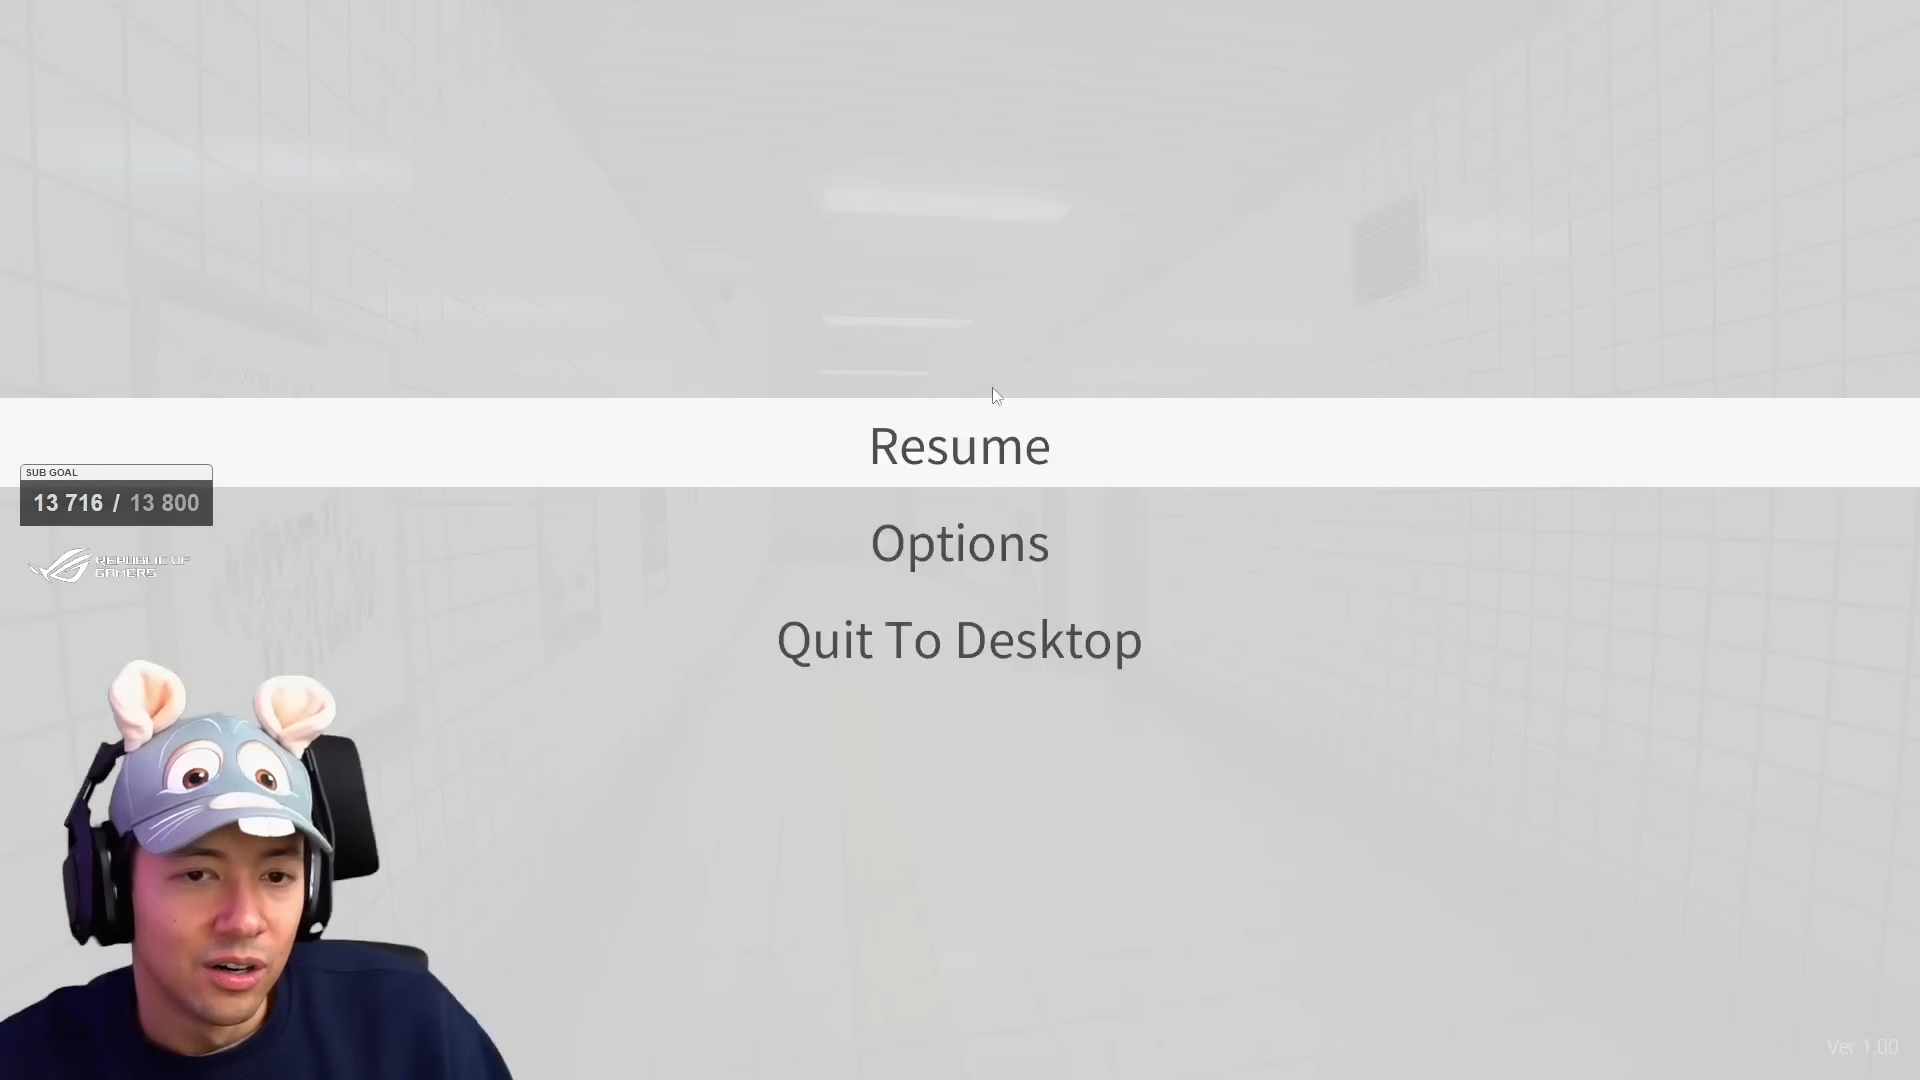 Resume
SUB GOAL
13 716 / 13 800
Options
REPUBLIC OF
GAMERS
Quit To Desktop
Ver 1.00